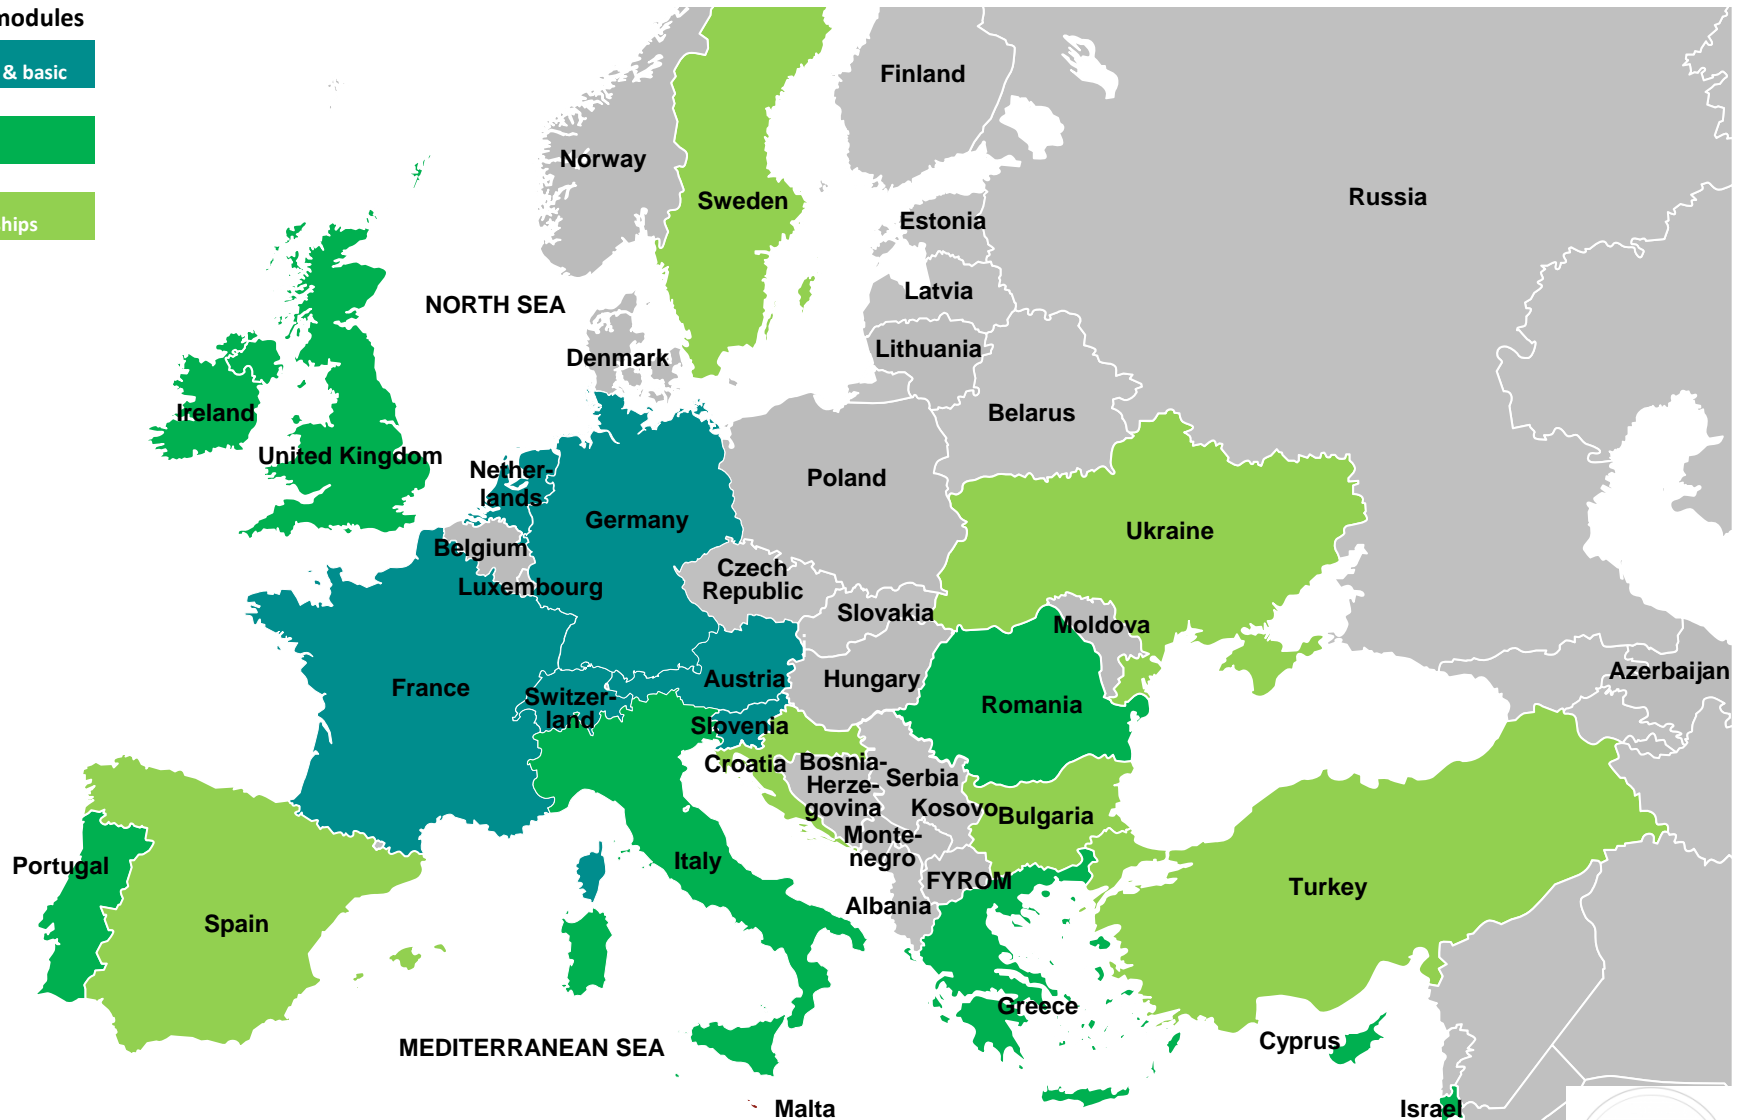 modules
& basic
ships
Finland
Norway
Sweden
Russia
Estonia
Latvia
NORTH SEA
Lithuania
Denmark
Belarus
Ireland
United Kingdom
Nether-
lands
Poland
Germany
Ukraine
Belgium
Czech
Republic
Luxembourg
Slovakia
Moldova
Azerbaijan
France
Austria
Hungary
Switzer-
land
Romania
Slovenia
Croatia
Bosnia-
Herze-
govina
Serbia
Kosovo
Bulgaria
Monte-
negro
Portugal
Italy
FYROM
Turkey
Albania
Spain
Greece
Cyprus
MEDITERRANEAN SEA
Malta
Israel